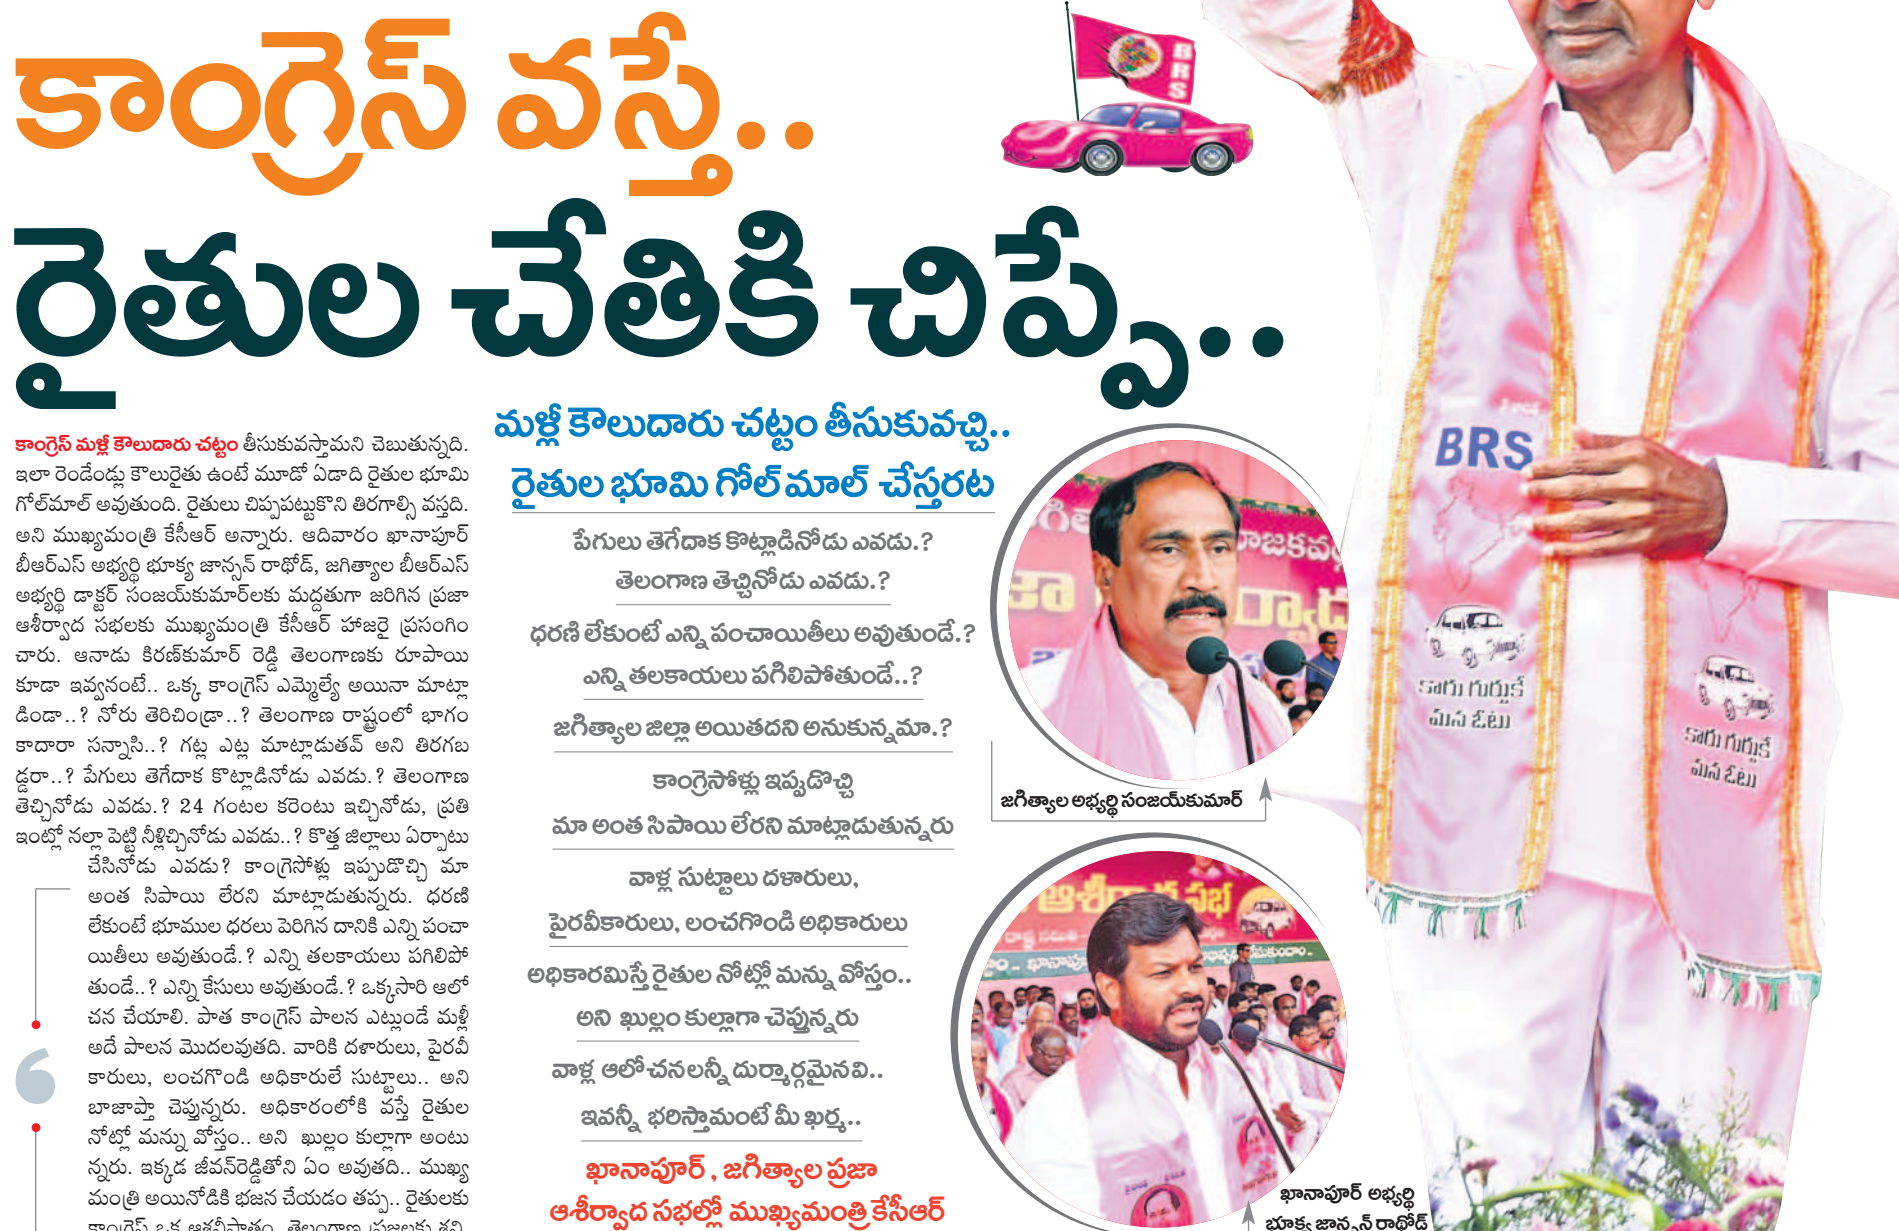 కాంగ్రెస్ వస్తే..
రైతుల చేతికి చిప్పే..
BRS
కాంగ్రెస్ మళ్లీ కౌలుదారు చట్టం తీసుకువస్తామని చెబుతున్నది.
ఇలా రెండేండ్లు కౌలురైతు ఉంటే మూడో ఏడాది రైతుల భూమి
గోల్‌మాల్ అవుతుంది. రైతులు చిప్పపట్టుకొని తిరగాల్సి వస్తది.
అని ముఖ్యమంత్రి కేసీఆర్ అన్నారు. ఆదివారం ఖానాపూర్
బీఆర్ఎస్ అభ్యర్థి భూక్య జాన్సన్ రాథోడ్, జగిత్యాల బీఆర్ఎస్
అభ్యర్థి డాక్టర్ సంజయ్‌కుమార్‌లకు మద్దతుగా జరిగిన ప్రజా
ఆశీర్వాద సభలకు ముఖ్యమంత్రి కేసీఆర్ హాజరై ప్రసంగిం
చారు. ఆనాడు కిరణ్‌కుమార్ రెడ్డి తెలంగాణకు రూపాయి
కూడా ఇవ్వనంటే.. ఒక్క కాంగ్రెస్ ఎమ్మెల్యే అయినా మాట్లా
డిండా..? నోరు తెరిచిండ్రా..? తెలంగాణ రాష్ట్రంలో భాగం
కాదారా సన్నాసి..? గట్ల ఎట్ల మాట్లాడుతవ్ అని తిరగబ
డ్డరా..? పేగులు తెగేదాక కొట్లాడినోడు ఎవడు.? తెలంగాణ
తెచ్చినోడు ఎవడు.? 24 గంటల కరెంటు ఇచ్చినోడు, ప్రతి
ఇంట్లో నల్లా పెట్టి నీళ్లిచ్చినోడు ఎవడు..? కొత్త జిల్లాలు ఏర్పాటు
చేసినోడు ఎవడు? కాంగ్రెసోళ్లు ఇప్పుడొచ్చి మా
అంత సిపాయి లేరని మాట్లాడుతున్నరు. ధరణి
లేకుంటే భూముల ధరలు పెరిగిన దానికి ఎన్ని పంచా
యితీలు అవుతుండే.? ఎన్ని తలకాయలు పగిలిపో
తుండే..? ఎన్ని కేసులు అవుతుండే.? ఒక్కసారి ఆలో
చన చేయాలి. పాత కాంగ్రెస్ పాలన ఎట్లుండే మళ్లీ
అదే పాలన మొదలవుతది. వారికి దళారులు, పైరవీ
కారులు, లంచగొండి అధికారులే సుట్టాలు.. అని
బాజాప్తా చెప్తున్నరు. అధికారంలోకి వస్తే రైతుల
నోట్లో మన్ను వోస్తం.. అని ఖుల్లం కుల్లాగా అంటు
న్నరు. ఇక్కడ జీవన్‌రెడ్డితోని ఏం అవుతది.. ముఖ్య
మంత్రి అయినోడికి భజన చేయడం తప్ప.. రైతులకు
మళ్లీ కౌలుదారు చట్టం తీసుకువచ్చి..
రైతుల భూమి గోల్‌మాల్ చేస్తరట
పేగులు తెగేదాక కొట్లాడినోడు ఎవడు.?
తెలంగాణ తెచ్చినోడు ఎవడు.?
ధరణి లేకుంటే ఎన్ని పంచాయితీలు అవుతుండే.?
ఎన్ని తలకాయలు పగిలిపోతుండే..?
జగిత్యాల జిల్లా అయితదని అనుకున్నమా.?
కాంగ్రెసోళ్లు ఇప్పుడొచ్చి
మా అంత సిపాయి లేరని మాట్లాడుతున్నరు
వాళ్ల సుట్టాలు దళారులు,
పైరవీకారులు, లంచగొండి అధికారులు
అధికారమిస్తే రైతుల నోట్లో మన్ను వోస్తం..
అని ఖుల్లం కుల్లాగా చెప్తున్నరు
వాళ్ల ఆలోచనలన్నీ దుర్మార్గమైనవి..
ఇవన్నీ భరిస్తామంటే మీ ఖర్మ..
ఖానాపూర్, జగిత్యాల ప్రజా
ఆశీర్వాద సభల్లో ముఖ్యమంత్రి కేసీఆర్
జగిత్యాల అభ్యర్థి సంజయ్‌కుమార్
ఆశీర్వాద సభ
ఖానాపూర్ అభ్యర్థి
భూక్య జాన్సన్ రాథోడ్
BRS
కారు గుర్తుకే
మన ఓటు
కారు గుర్తుకే
మన ఓటు